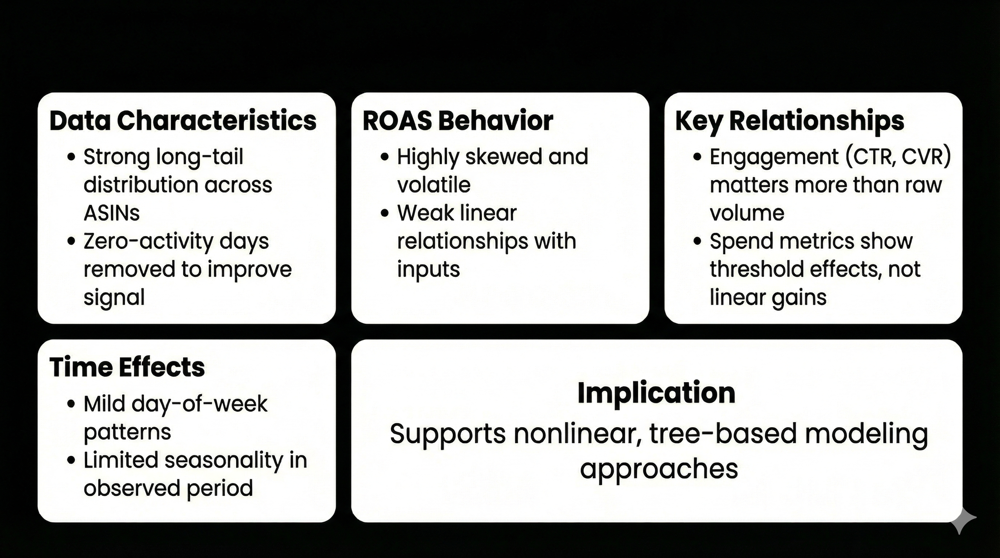 Data Characteristics
• Strong long-tail
distribution across
ASINs
• Zero-activity days
removed to improve
signal
ROAS Behavior
• Highly skewed and
volatile
• Weak linear
relationships with
inputs
Key Relationships
• Engagement (CTR, CVR)
matters more than raw
volume
• Spend metrics show
threshold effects, not
linear gains
Time Effects
• Mild day-of-week
patterns
• Limited seasonality in
observed period
Implication
Supports nonlinear, tree-based modeling
approaches